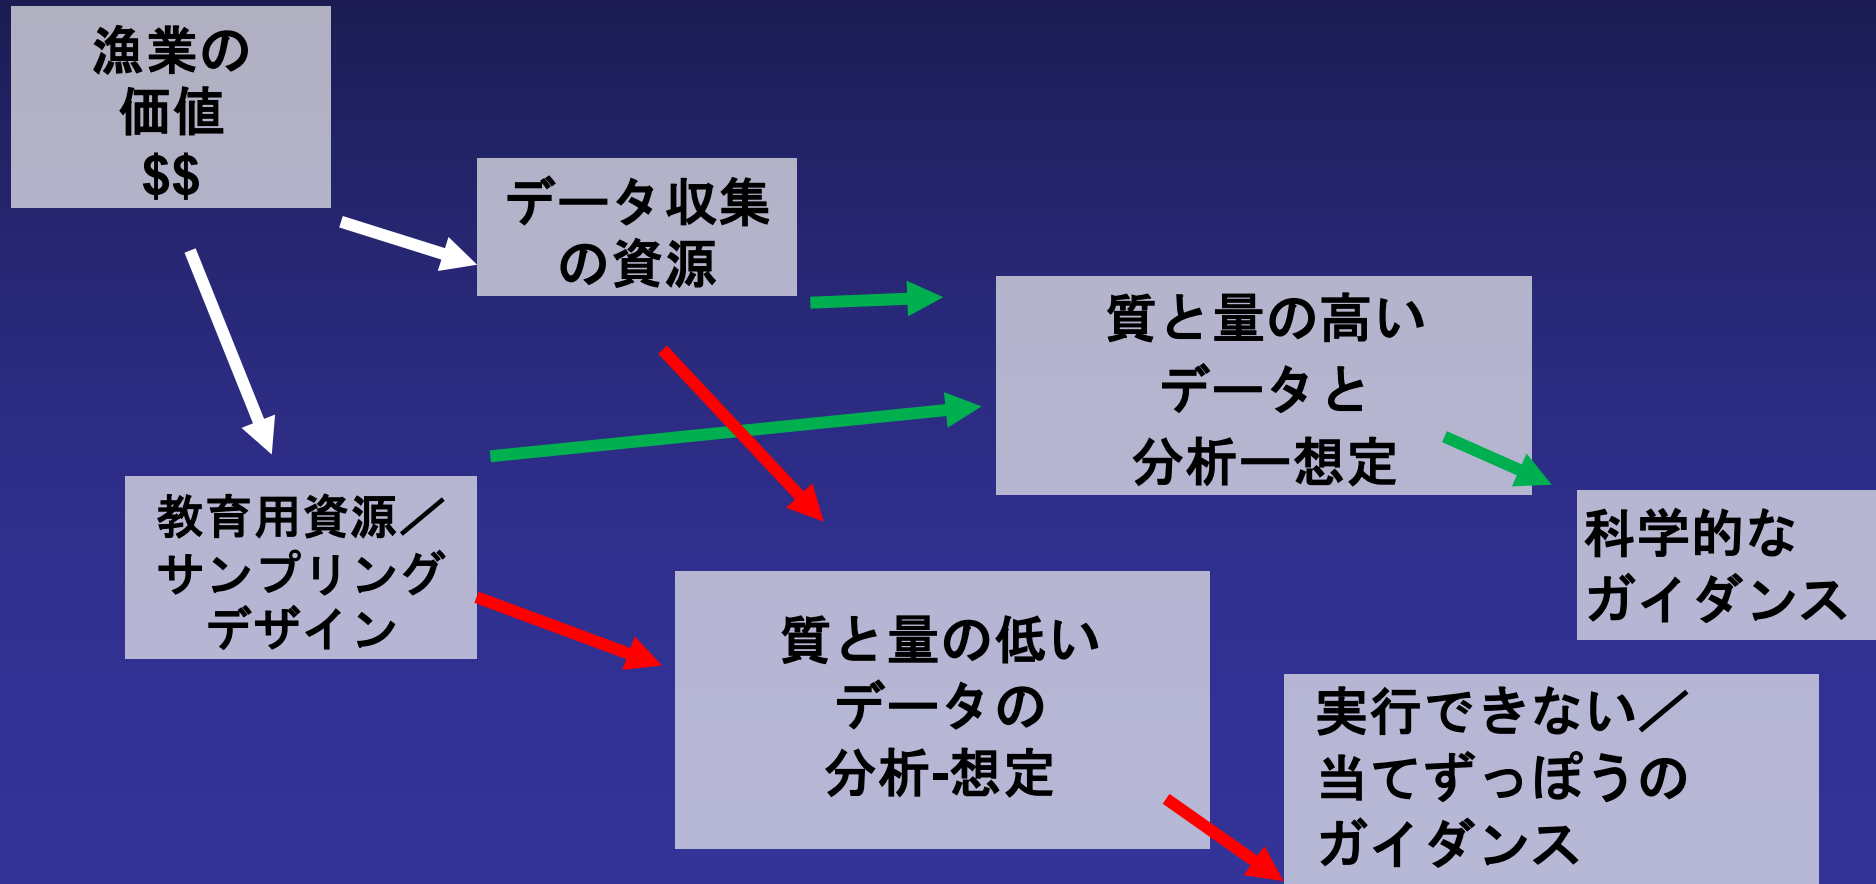 漁業の
価値
$$
データ収集
の資源
質と量の高い
データと
分析―想定
教育用資源／
サンプリング
デザイン
科学的な
ガイダンス
質と量の低い
データの
分析-想定
実行できない／
当てずっぽうの
ガイダンス